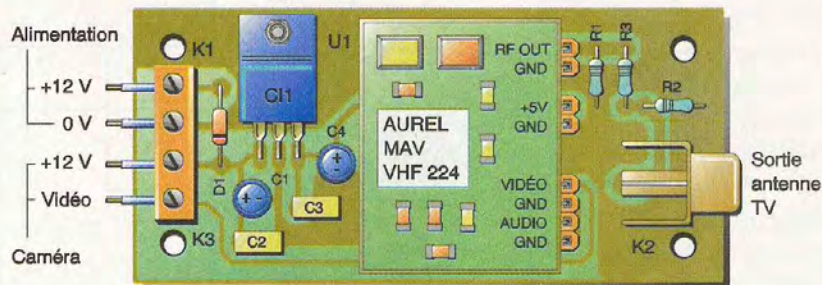 Alimentation
+12 V
0 V
+12 V
Vidéo
Caméra
K1
K3
D1
U1
CI1
C1
C4
C3
C2
AUREL
MAV
VHF 224
RF OUT
GND
+5V
GND
VIDÉO
GND
AUDIO
GND
R1
R3
R2
K2
Sortie
antenne
TV